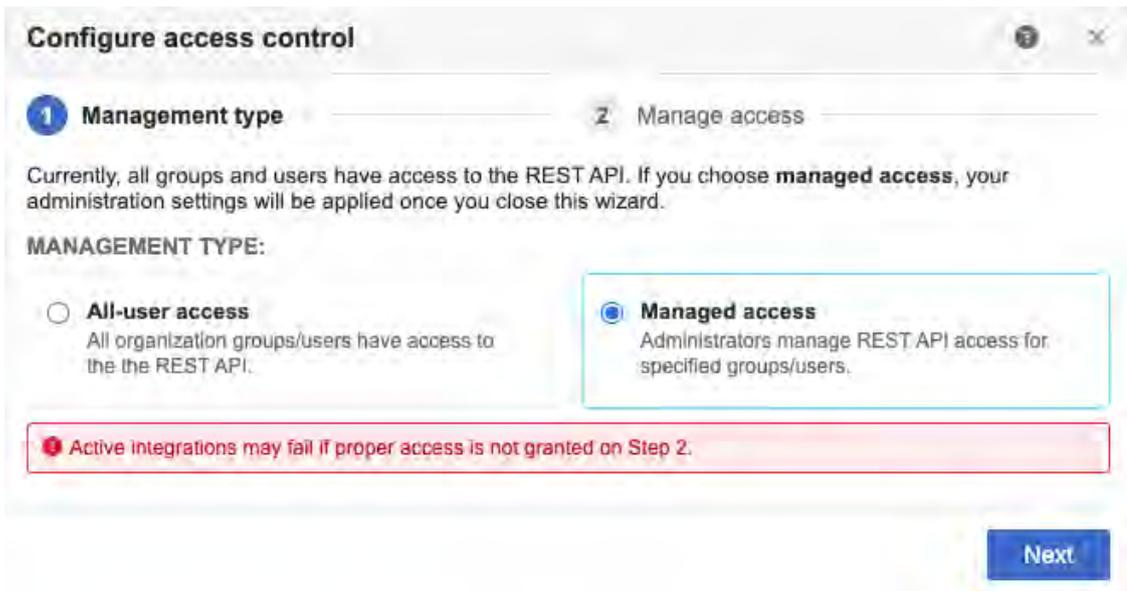 Configure access control
1 Management type
2 Manage access
Currently, all groups and users have access to the REST API. If you choose managed access, your
administration settings will be applied once you close this wizard.
MANAGEMENT TYPE:
All-user access
All organization groups/users have access to
the the REST API.
Managed access
Administrators manage REST API access for
specified groups/users.
Active integrations may fail if proper access is not granted on Step 2.
Next